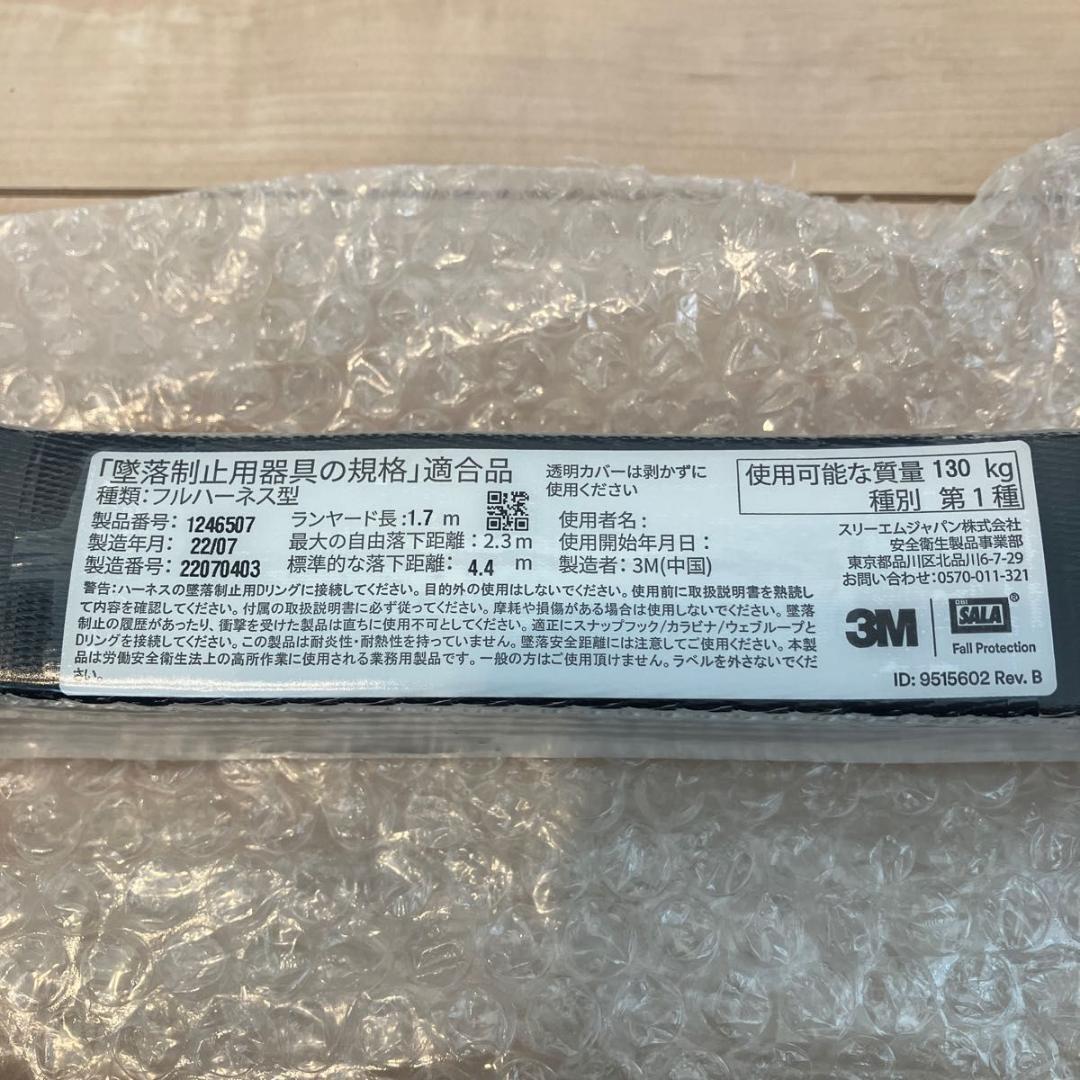 「墜落制止用器具の規格」適合品
種類:フルハーネス型
製品番号: 1246507
製造年月: 22/07
製造番号: 22070403
ランヤード長:1.7 m
最大の自由落下距離:2.3 m
標準的な落下距離: 4.4 m
透明カバーは剥かずに
使用ください
使用者名:
使用開始年月日:
製造者:3M(中国)
使用可能な質量 130 kg
種別 第1種
スリーエムジャパン株式会社
安全衛生製品事業部
東京都品川区北品川6-7-29
お問い合わせ:0570-011-321
警告:ハーネスの墜落制止用Dリングに接続してください。目的外の使用はしないでください。使用前に取扱説明書を熟読し
て内容を確認してください。付属の取扱説明書に必ず従ってください。摩耗や損傷がある場合は使用しないでください。墜落
制止の履歴があったり、衝撃を受けた製品は直ちに使用不可としてください。適正にスナップフック/カラビナ/ウェブループと
Dリングを接続してください。この製品は耐炎性・耐熱性を持っていません。墜落安全距離には注意してご使用ください。本製
品は労働安全衛生法上の高所作業に使用される業務用製品です。一般の方はご使用頂けません。ラベルを外さないでくだ
さい。
3M
DBI
SALA®
Fall Protection
ID: 9515602 Rev. B